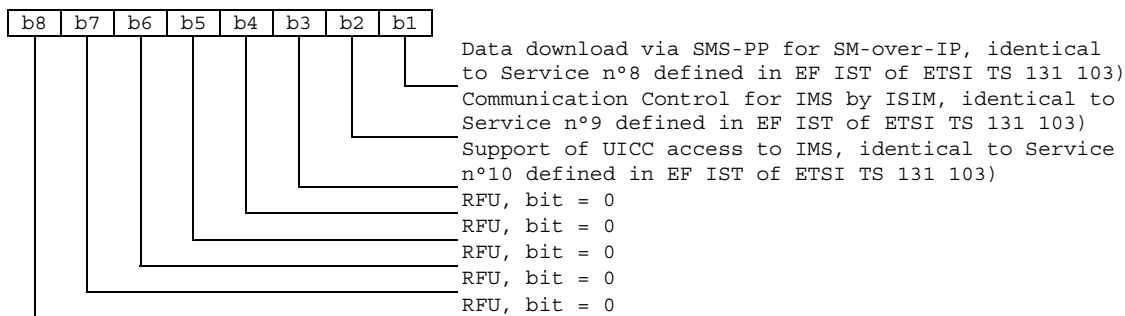 b8 b7 b6 b5 b4 b3 b2 b1
Data download via SMS-PP for SM-over-IP, identical
to Service n°8 defined in EF IST of ETSI TS 131 103)
Communication Control for IMS by ISIM, identical to
Service n°9 defined in EF IST of ETSI TS 131 103)
Support of UICC access to IMS, identical to Service
n°10 defined in EF IST of ETSI TS 131 103)
RFU, bit = 0
RFU, bit = 0
RFU, bit = 0
RFU, bit = 0
RFU, bit = 0